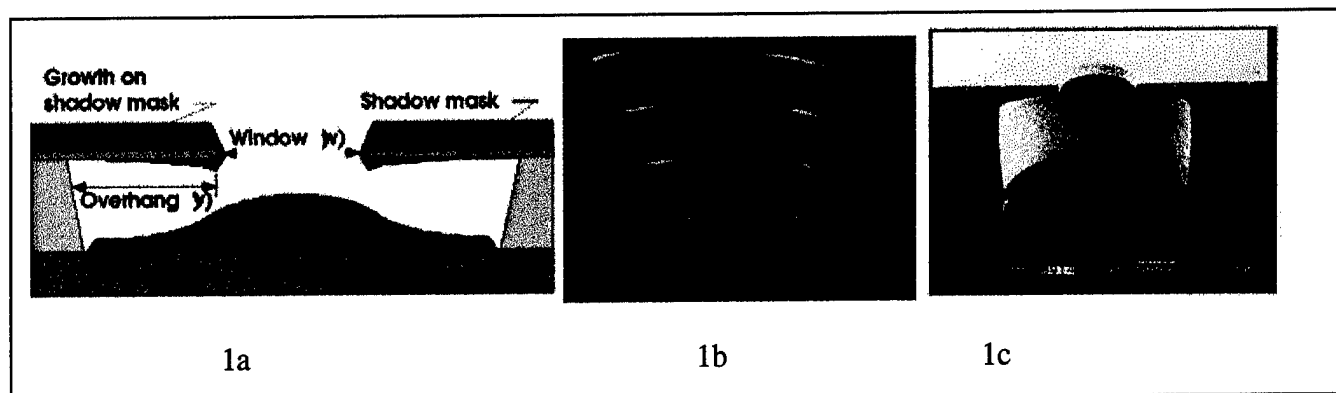 Growth on
shadow mask
Shadow mask
Window w)
Overhang y)
1a
1b
1c